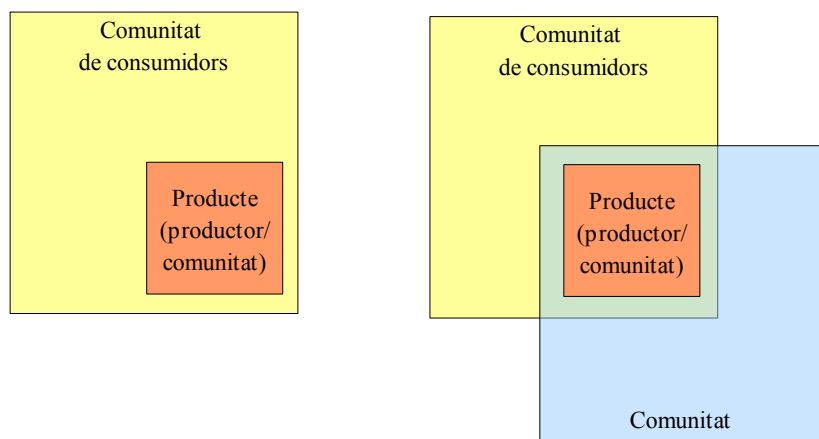 Comunitat
de consumidors
Producte
(productor/
comunitat)
Comunitat
de consumidors
Producte
(productor/
comunitat)
Comunitat